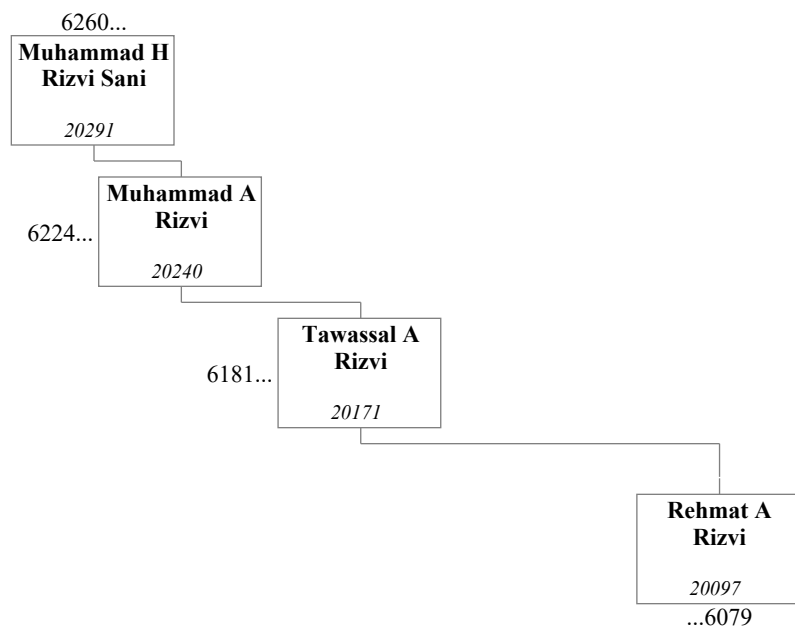 6260...
Muhammad H
Rizvi Sani
20291
Muhammad A
Rizvi
6224...
20240
Tawassal A
Rizvi
6181...
20171
Rehmat A
Rizvi
20097
...6079